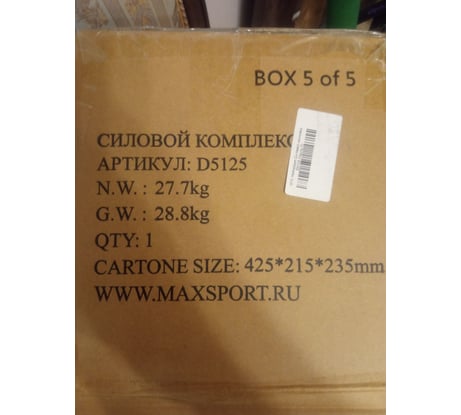 BOX 5 of 5
СИЛОВОЙ КОМПЛЕКС
АРТИКУЛ: D5125
N.W. : 27.7kg
G.W. : 28.8kg
QTY: 1
CARTONE SIZE: 425*215*235mm
WWW.MAXSPORT.RU